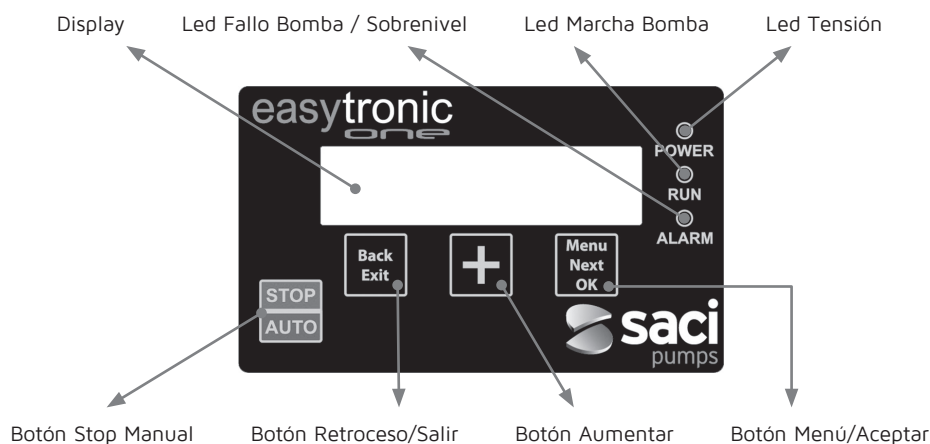 Display
Led Fallo Bomba / Sobrenivel
Led Marcha Bomba
Led Tensión
easytronic
one
POWER
RUN
ALARM
Back
Exit
+
Menu
Next
OK
STOP
AUTO
saci
pumps
Botón Stop Manual
Botón Retroceso/Salir
Botón Aumentar
Botón Menú/Aceptar